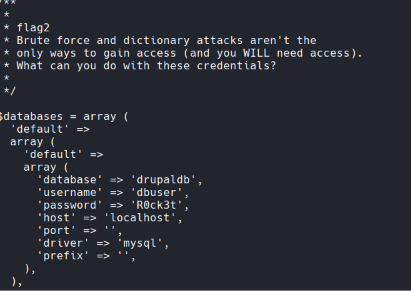 /**
 *
 * flag2
 * Brute force and dictionary attacks aren't the
 * only ways to gain access (and you WILL need access).
 * What can you do with these credentials?
 *
 */
$databases = array (
  'default' =>
  array (
    'default' =>
    array (
      'database' => 'drupaldb',
      'username' => 'dbuser',
      'password' => 'R0ck3t',
      'host' => 'localhost',
      'port' => '',
      'driver' => 'mysql',
      'prefix' => '',
    ),
  ),